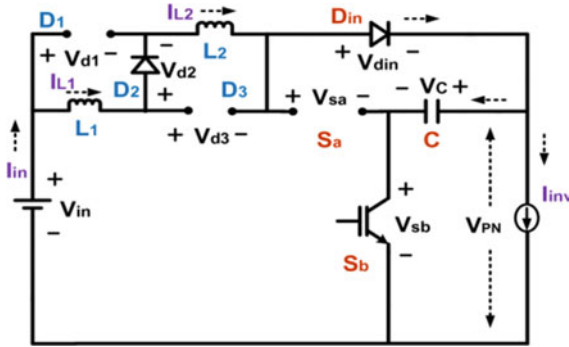 D1
+ Vd1 -
IL2
L2
Din
+ Vdin -
IL1
L1
D2
- Vd2 +
D3
+ Vd3 -
+ Vsa -
Sa
- VC +
C
Iin
+ Vin -
Sb
+ Vsb -
VPN
Iinv